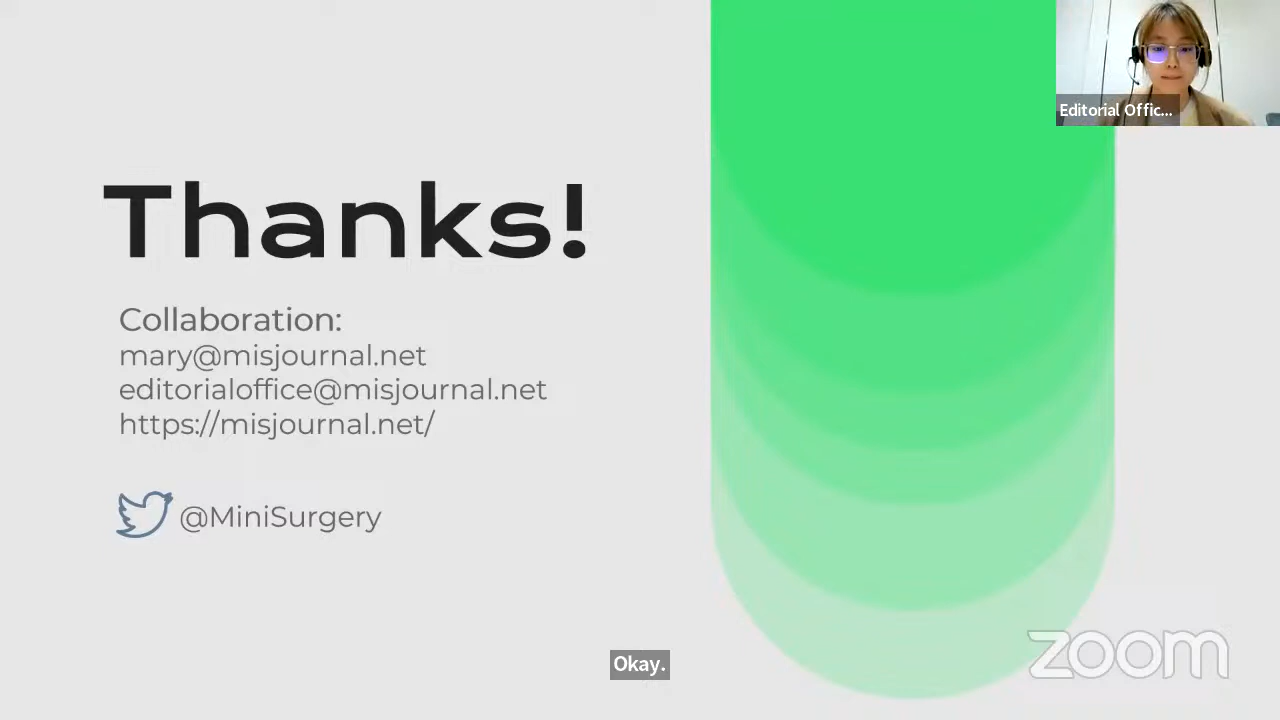 Thanks!
Collaboration:
mary@misjournal.net
editorialoffice@misjournal.net
https://misjournal.net/
@MiniSurgery
Editorial Offic...
Okay.
zoom